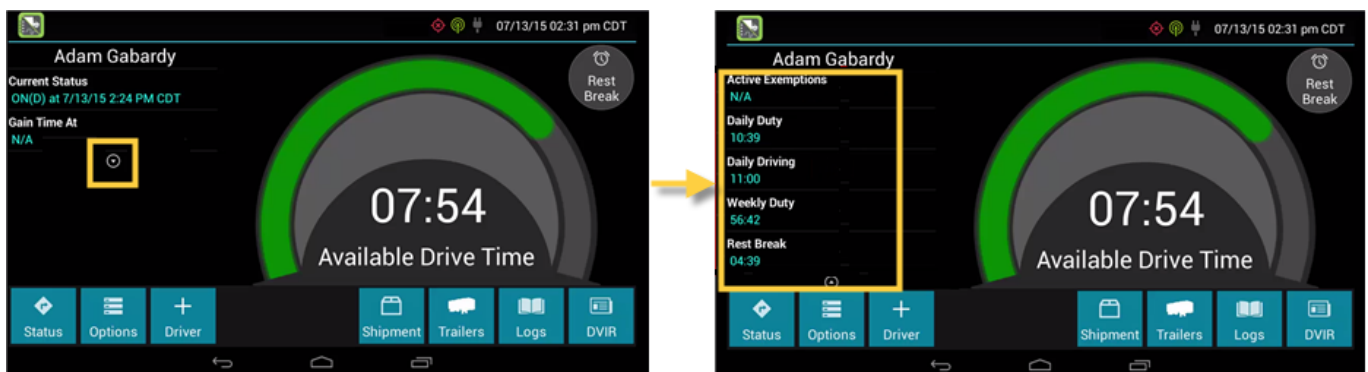 07/13/15 02:31 pm CDT
Adam Gabardy
Current Status
ON(D) at 7/13/15 2:24 PM CDT
Gain Time At
N/A
Rest
Break
07:54
Available Drive Time
Status
Options
Driver
Shipment
Trailers
Logs
DVIR
07/13/15 02:31 pm CDT
Adam Gabardy
Active Exemptions
N/A
Daily Duty
10:39
Daily Driving
11:00
Weekly Duty
56:42
Rest Break
04:39
Rest
Break
07:54
Available Drive Time
Status
Options
Driver
Shipment
Trailers
Logs
DVIR